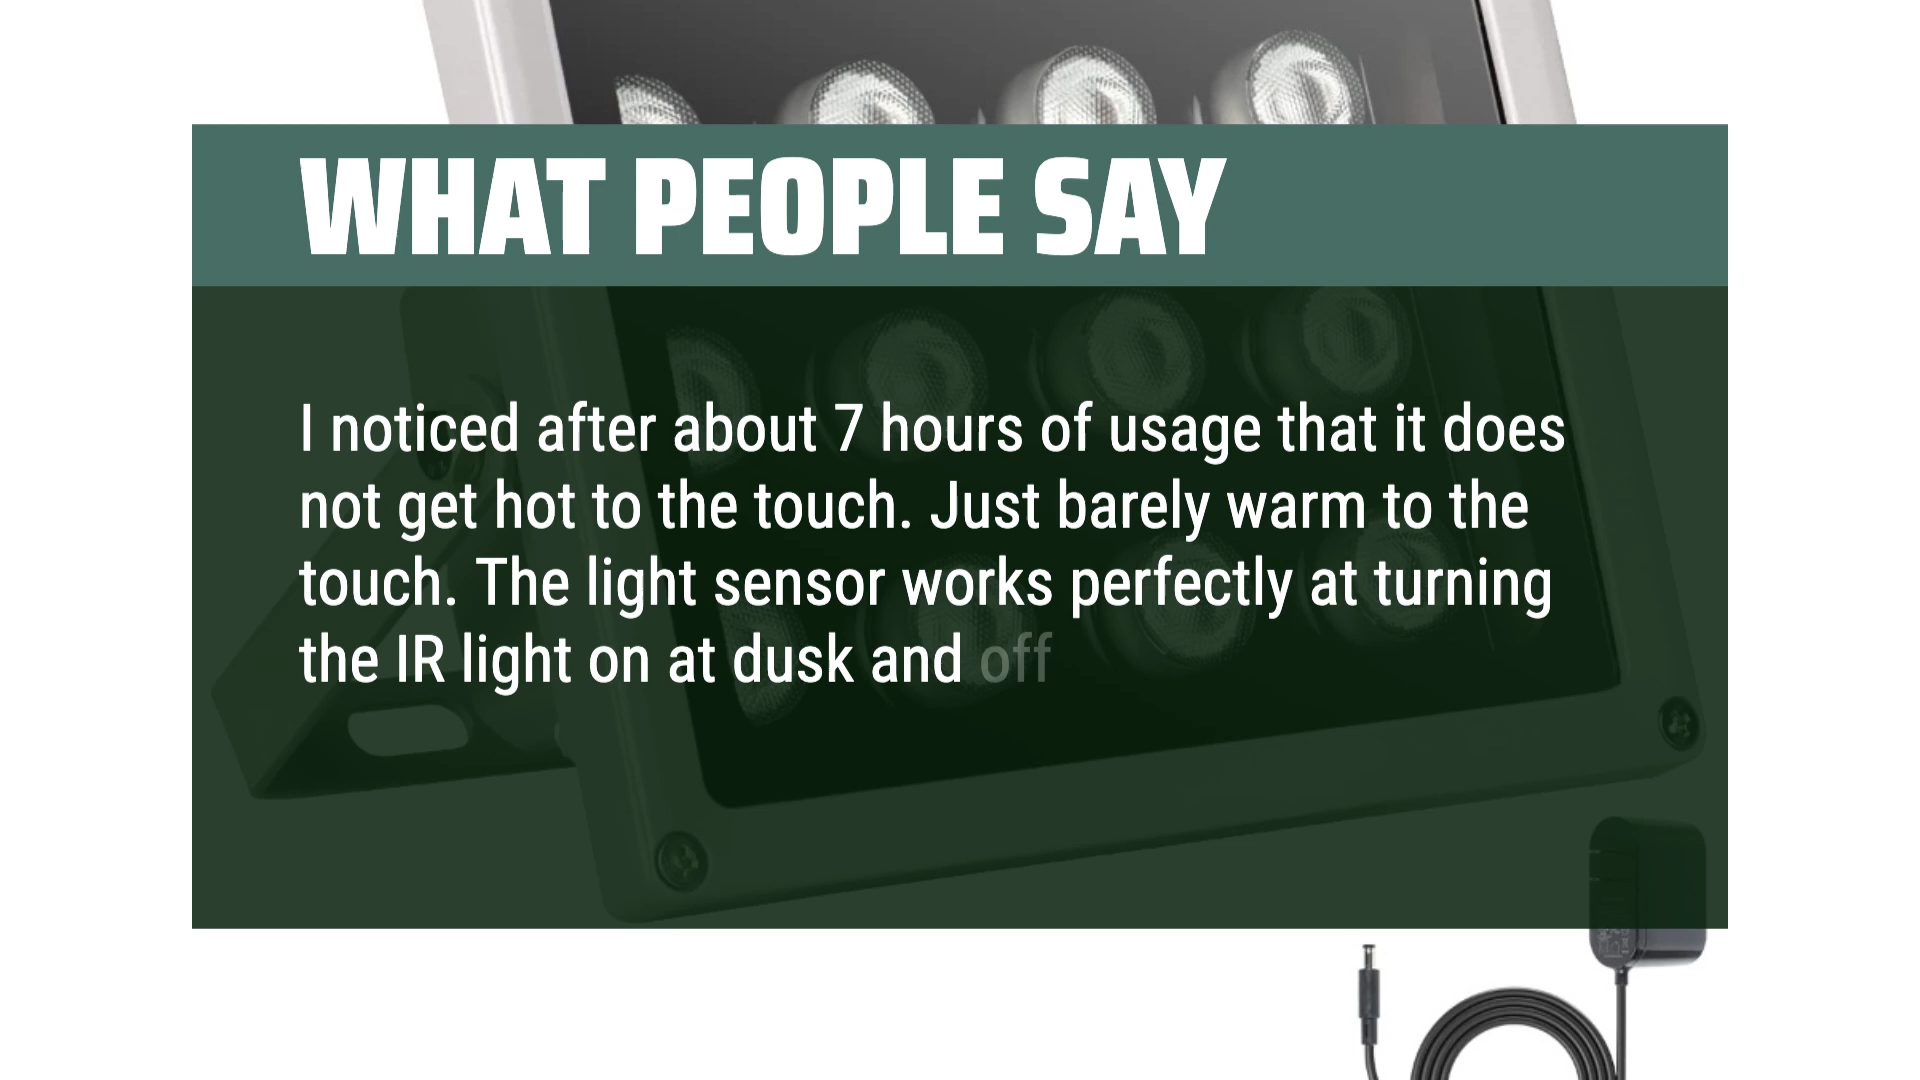 WHAT PEOPLE SAY
I noticed after about 7 hours of usage that it does
not get hot to the touch. Just barely warm to the
touch. The light sensor works perfectly at turning
the IR light on at dusk and off